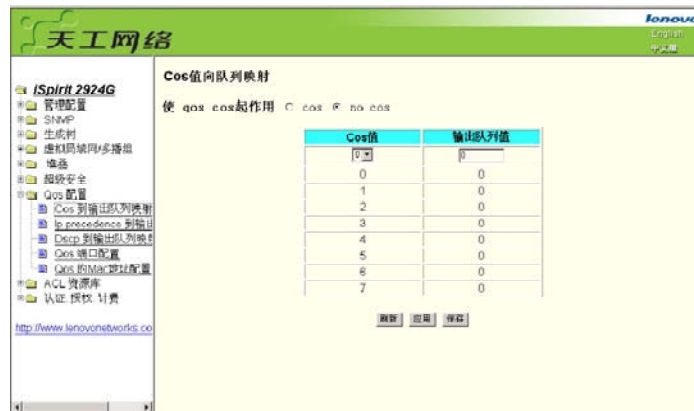 天工网络
lenovo
English
中文版
iSpirit 2924G
管理配置
SNMP
生成树
虚拟局域网/多播组
堆叠
超级安全
Qos 配置
Cos 到输出队列映射
Ip precedence 到输出
Dscp 到输出队列映射
Qos 端口配置
Qos 的Mac地址配置
ACL 资源库
认证 授权 计费
http://www.lenovonetworks.co
Cos值向队列映射
使 qos cos起作用 cos no cos
Cos值 输出队列值
0 0
0 0
1 0
2 0
3 0
4 0
5 0
6 0
7 0
刷新 应用 保存